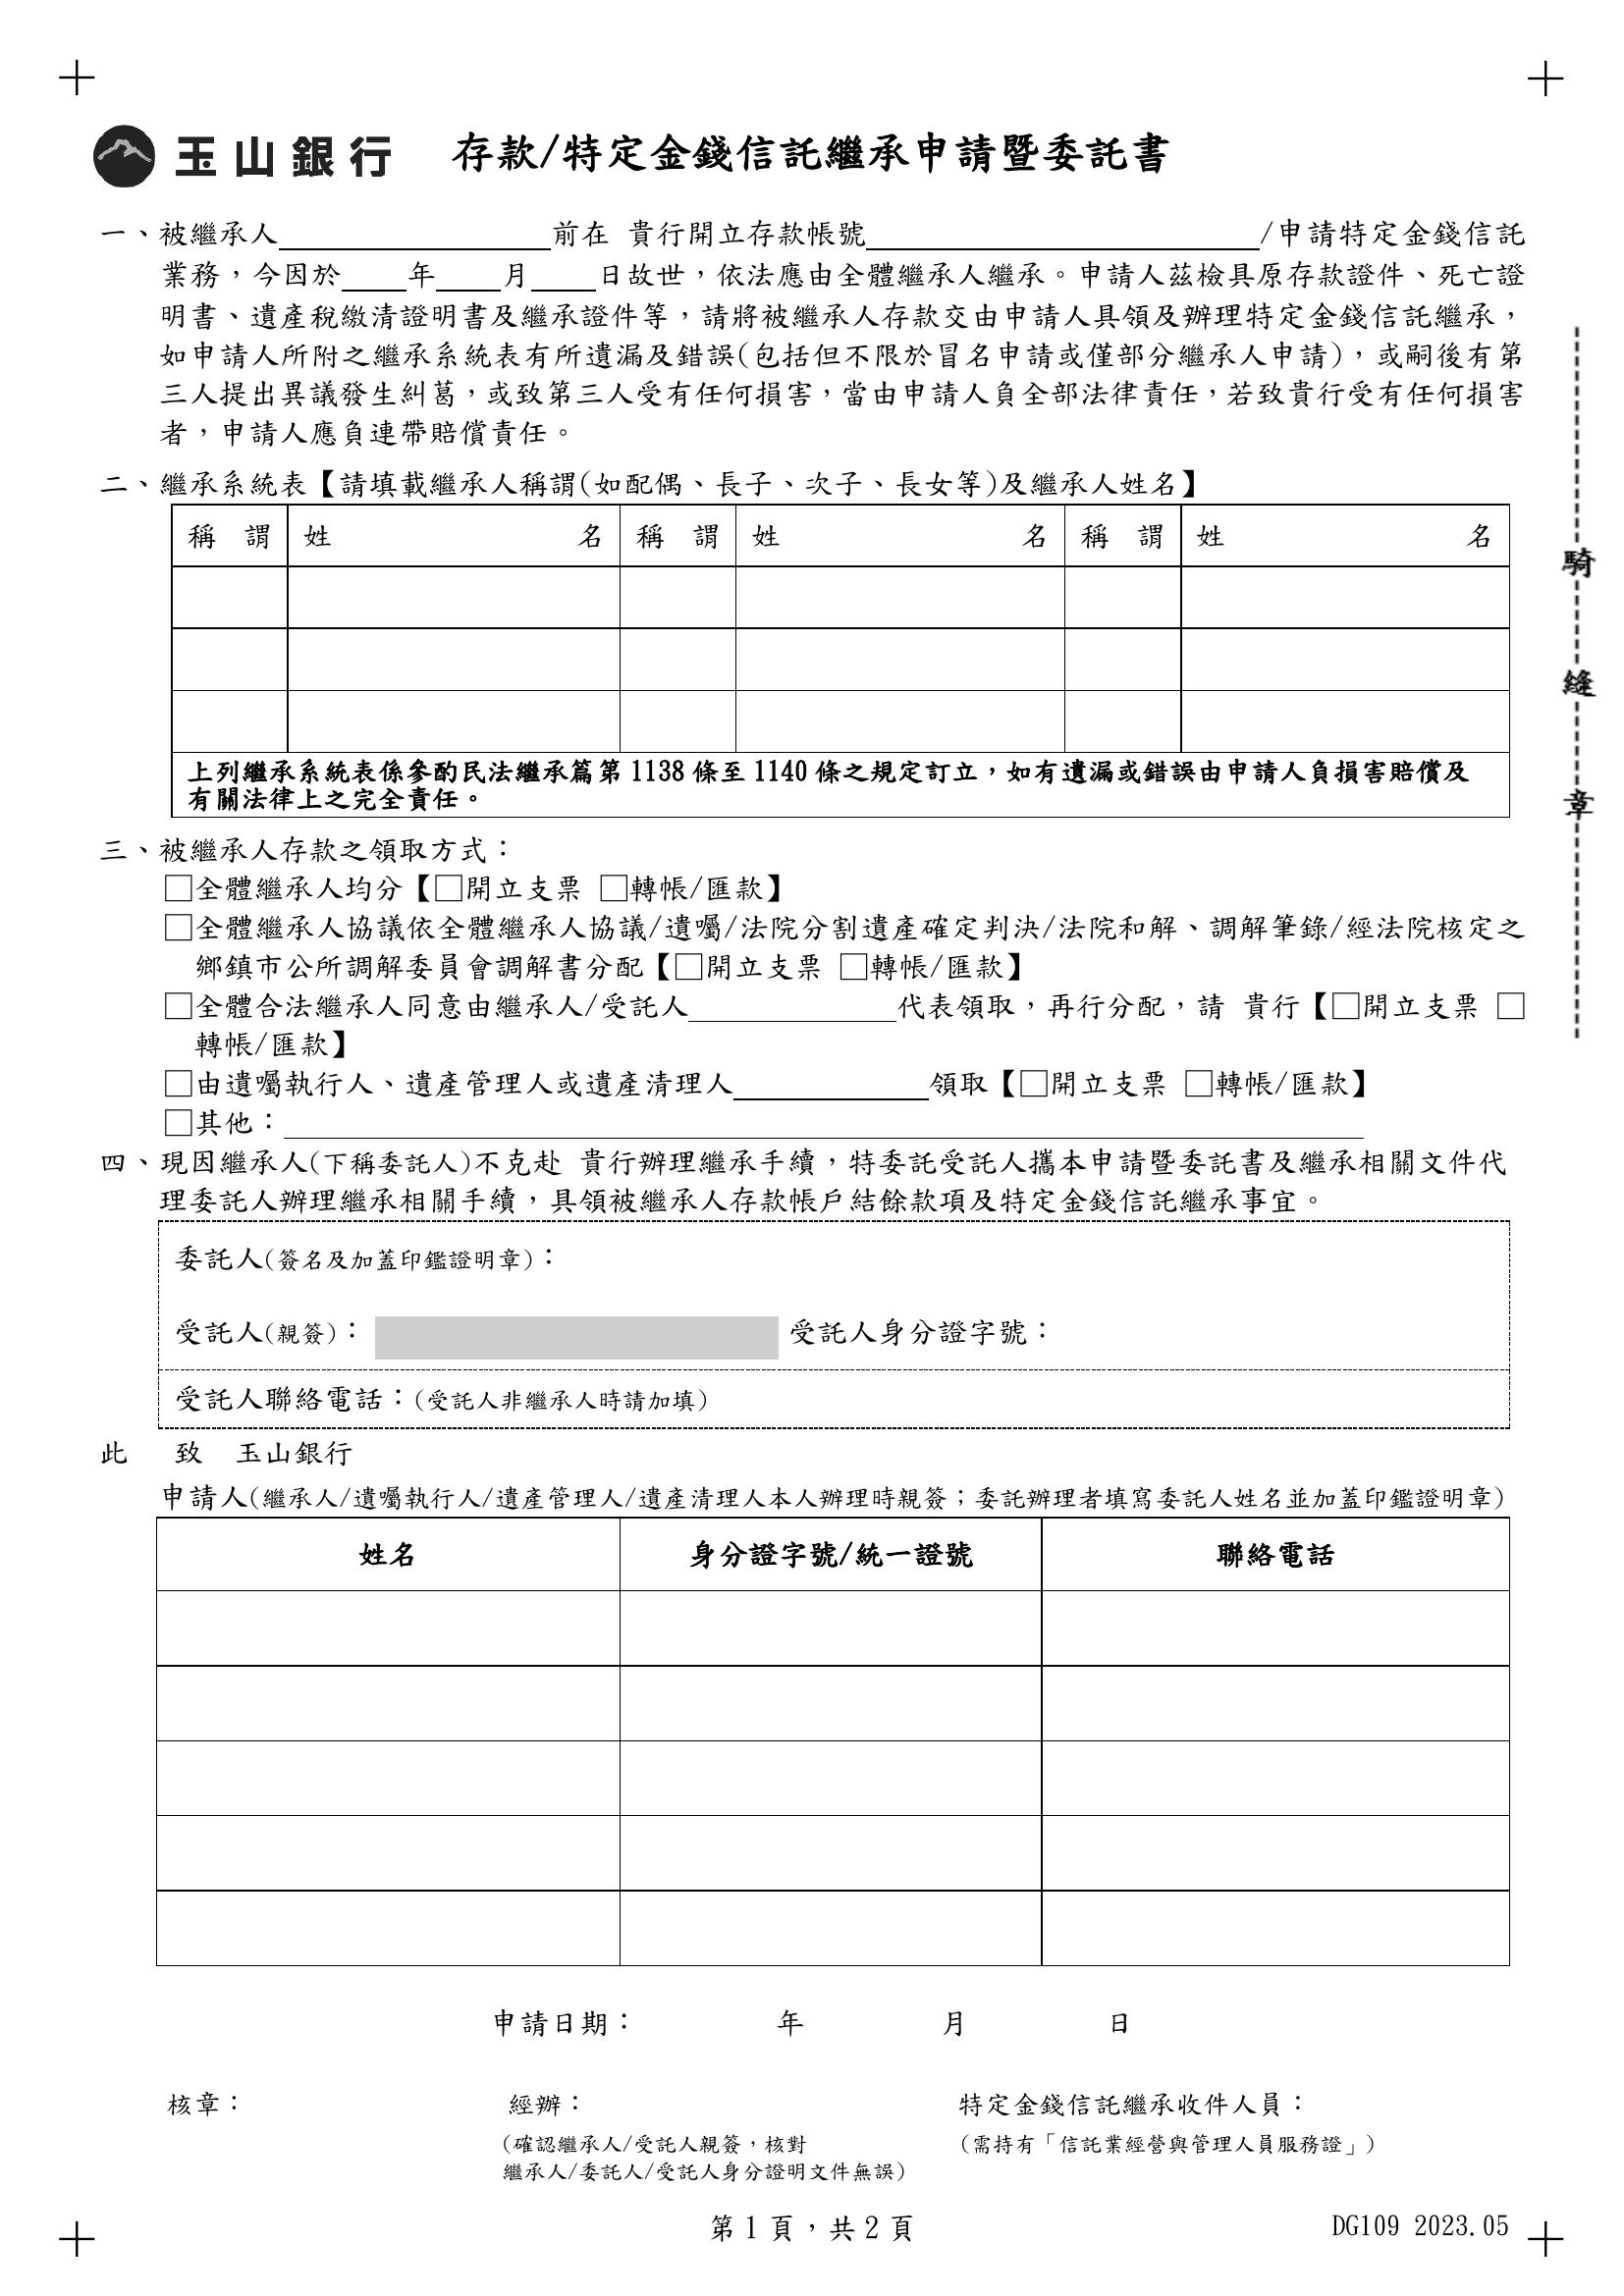 玉山銀行 存款/特定金錢信託繼承申請暨委託書
一、被繼承人 前在 貴行開立存款帳號 /申請特定金錢信託
業務，今因於 年 月 日故世，依法應由全體繼承人繼承。申請人茲檢具原存款證件、死亡證
明書、遺產稅繳清證明書及繼承證件等，請將被繼承人存款交由申請人具領及辦理特定金錢信託繼承，
如申請人所附之繼承系統表有所遺漏及錯誤(包括但不限於冒名申請或僅部分繼承人申請)，或嗣後有第
三人提出異議發生糾葛，或致第三人受有任何損害，當由申請人負全部法律責任，若致貴行受有任何損害
者，申請人應負連帶賠償責任。
二、繼承系統表【請填載繼承人稱謂(如配偶、長子、次子、長女等)及繼承人姓名】
稱 謂 姓 名 稱 謂 姓 名 稱 謂 姓 名
上列繼承系統表係參酌民法繼承篇第 1138 條至 1140 條之規定訂立，如有遺漏或錯誤由申請人負損害賠償及
有關法律上之完全責任。
騎
縫
章
三、被繼承人存款之領取方式：
□全體繼承人均分【□開立支票 □轉帳/匯款】
□全體繼承人協議依全體繼承人協議/遺囑/法院分割遺產確定判決/法院和解、調解筆錄/經法院核定之
鄉鎮市公所調解委員會調解書分配【□開立支票 □轉帳/匯款】
□全體合法繼承人同意由繼承人/受託人 代表領取，再行分配，請 貴行【□開立支票 □
轉帳/匯款】
□由遺囑執行人、遺產管理人或遺產清理人 領取【□開立支票 □轉帳/匯款】
□其他：
四、現因繼承人(下稱委託人)不克赴 貴行辦理繼承手續，特委託受託人攜本申請暨委託書及繼承相關文件代
理委託人辦理繼承相關手續，具領被繼承人存款帳戶結餘款項及特定金錢信託繼承事宜。
委託人(簽名及加蓋印鑑證明章)：
受託人(親簽)： 受託人身分證字號：
受託人聯絡電話：(受託人非繼承人時請加填)
此 致 玉山銀行
申請人(繼承人/遺囑執行人/遺產管理人/遺產清理人本人辦理時親簽；委託辦理者填寫委託人姓名並加蓋印鑑證明章)
姓名 身分證字號/統一證號 聯絡電話
申請日期： 年 月 日
核章： 經辦： 特定金錢信託繼承收件人員：
(確認繼承人/受託人親簽，核對 (需持有「信託業經營與管理人員服務證」)
繼承人/委託人/受託人身分證明文件無誤)
第 1 頁，共 2 頁 DG109 2023.05